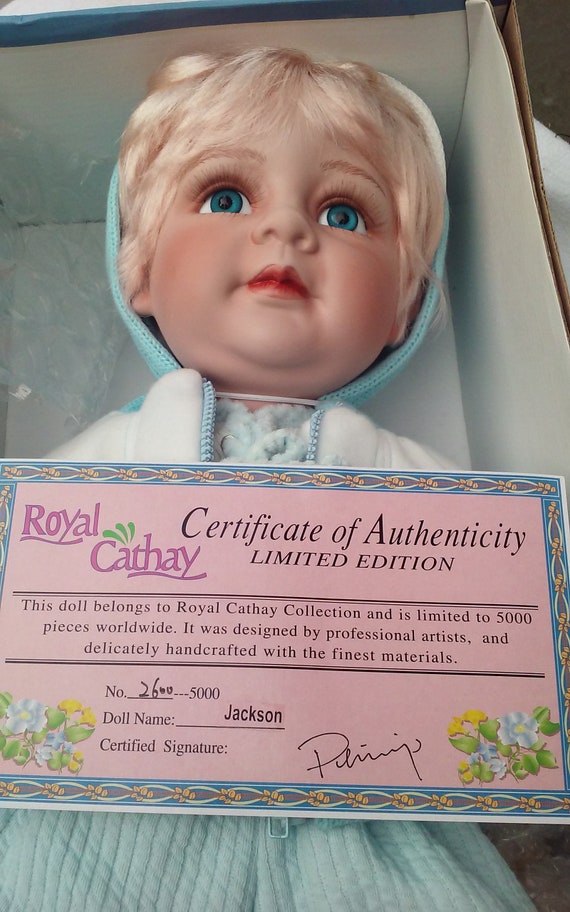 Royal
Cathay
Certificate of Authenticity
LIMITED EDITION
This doll belongs to Royal Cathay Collection and is limited to 5000
pieces worldwide. It was designed by professional artists, and
delicately handcrafted with the finest materials.
No. 2600---5000
Doll Name: Jackson
Certified Signature: